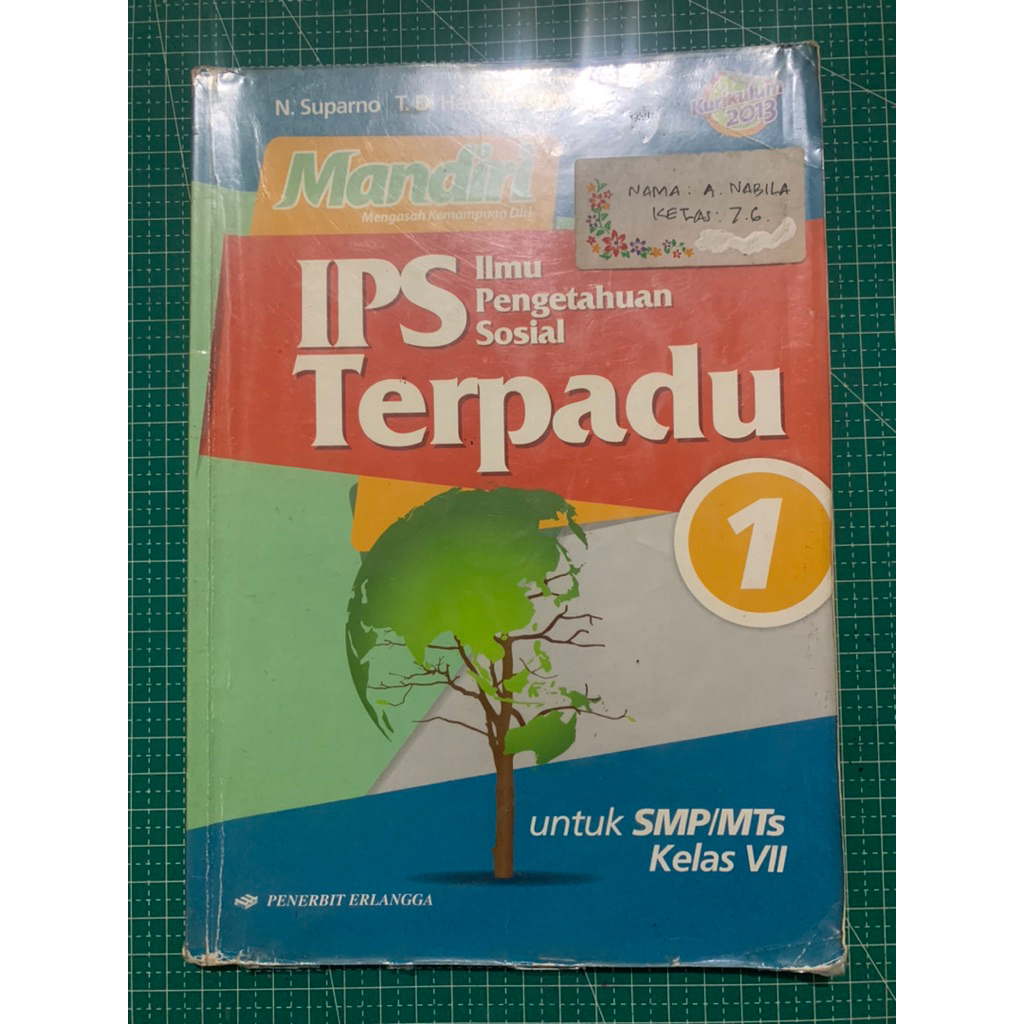 N. Suparno T. D.
Kurikulum
2013
Mandiri
Mengasah Kemampuan Diri
NAMA: A. NABILA
KELAS: 7.6.
IPS Ilmu
Pengetahuan
Sosial
Terpadu
1
untuk SMP/MTs
Kelas VII
PENERBIT ERLANGGA